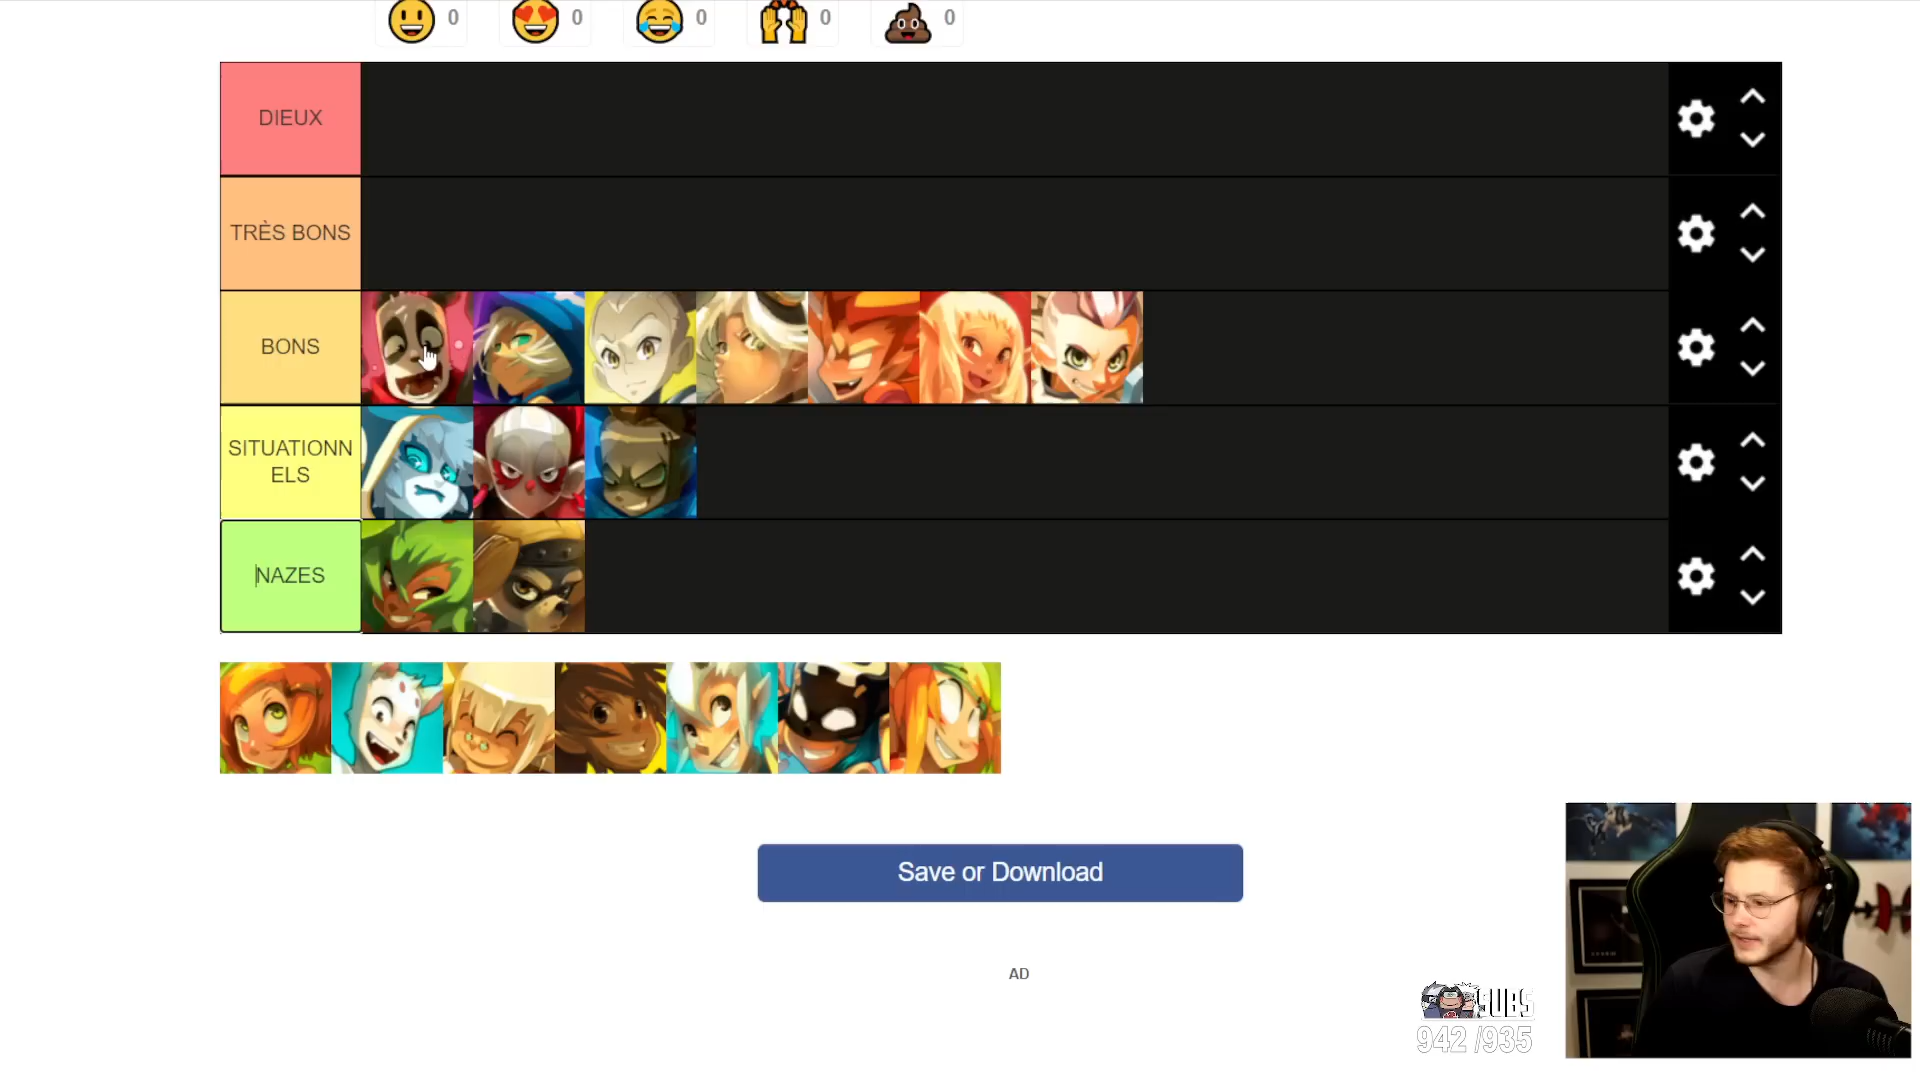 0 0 0 0 0
DIEUX
TRÈS BONS
BONS
SITUATIONN
ELS
NAZES
Save or Download
AD
SUBS
942 /935